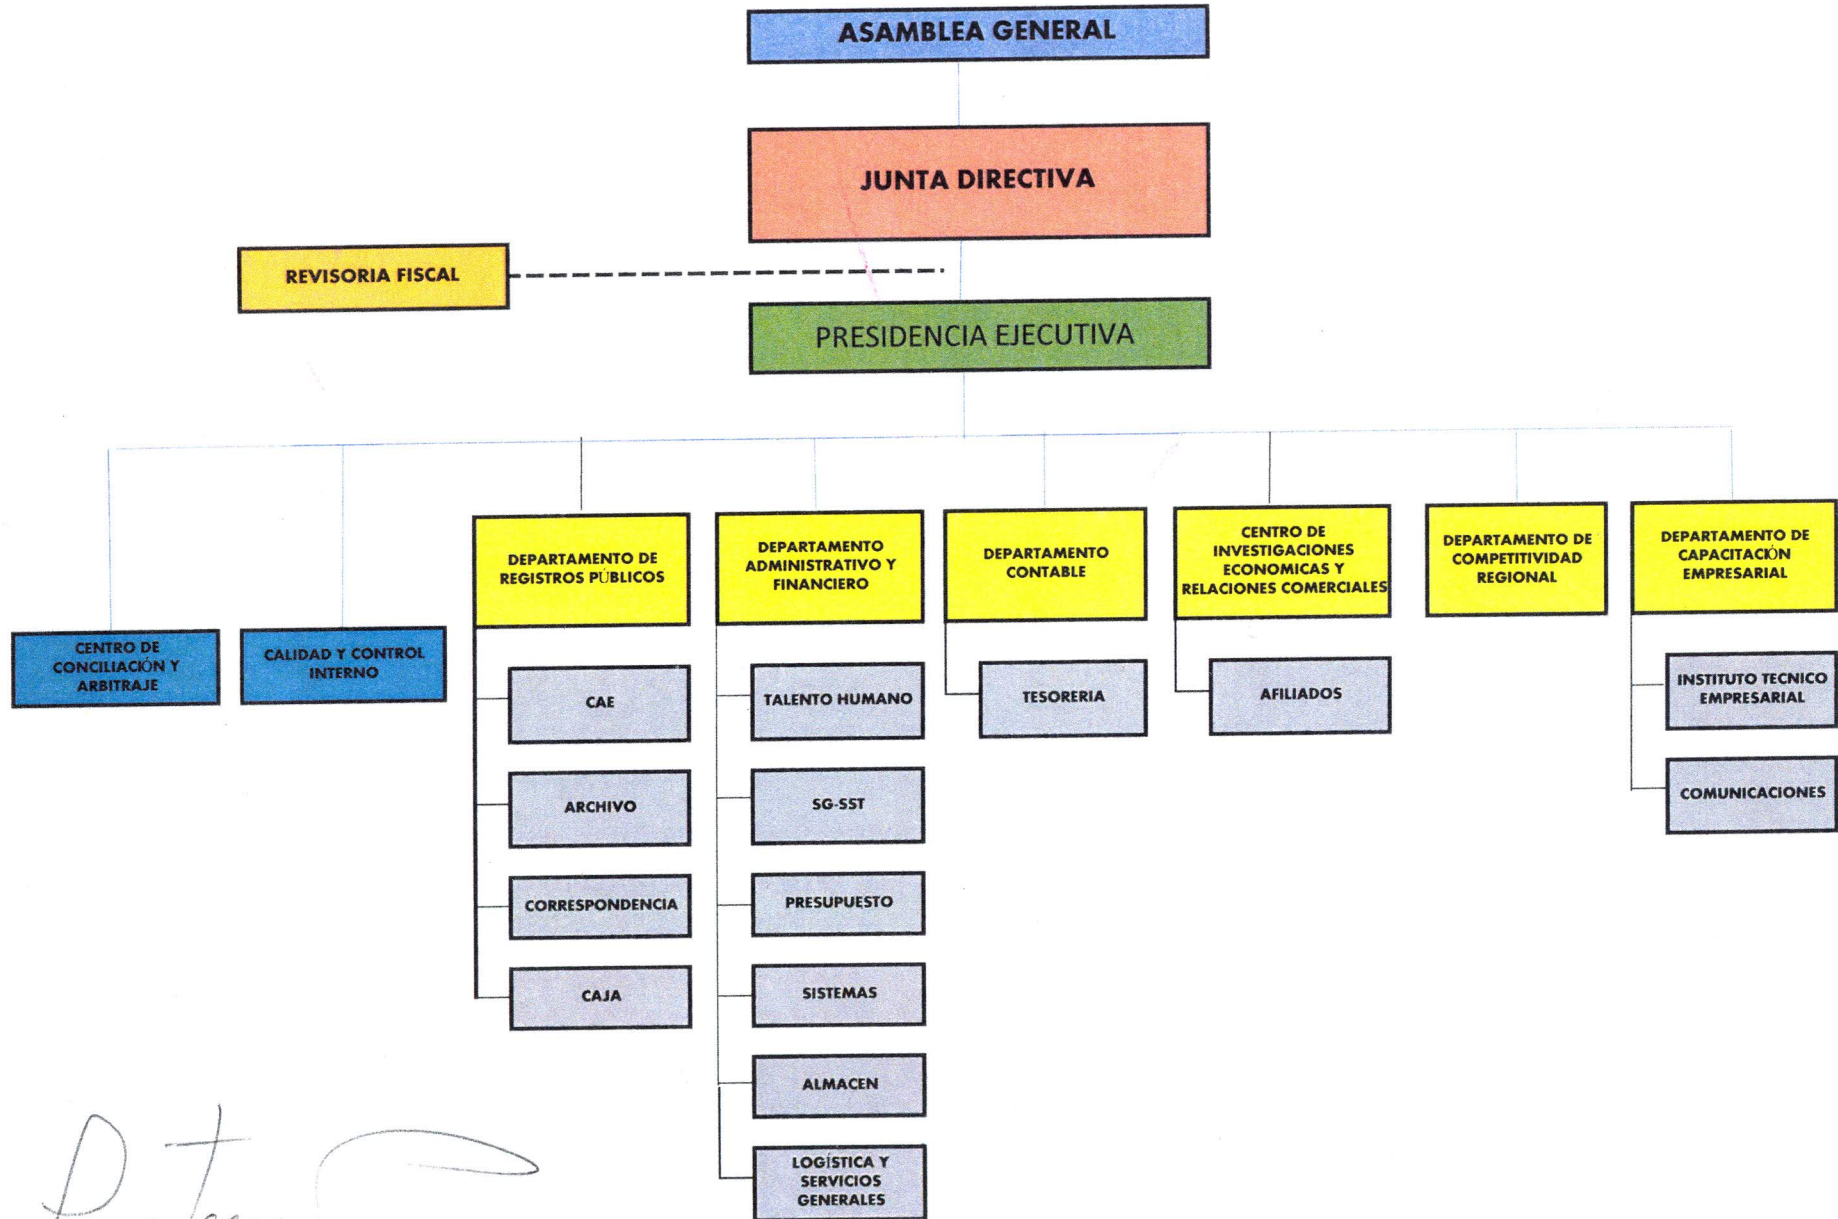 ASAMBLEA GENERAL
JUNTA DIRECTIVA
REVISORIA FISCAL
PRESIDENCIA EJECUTIVA
CENTRO DE
CONCILIACIÓN Y
ARBITRAJE
CALIDAD Y CONTROL
INTERNO
DEPARTAMENTO DE
REGISTROS PÚBLICOS
CAE
ARCHIVO
CORRESPONDENCIA
CAJA
DEPARTAMENTO
ADMINISTRATIVO Y
FINANCIERO
TALENTO HUMANO
SG-SST
PRESUPUESTO
SISTEMAS
ALMACEN
LOGÍSTICA Y
SERVICIOS
GENERALES
DEPARTAMENTO
CONTABLE
TESORERIA
CENTRO DE
INVESTIGACIONES
ECONOMICAS Y
RELACIONES COMERCIALES
AFILIADOS
DEPARTAMENTO DE
COMPETITIVIDAD
REGIONAL
DEPARTAMENTO DE
CAPACITACIÓN
EMPRESARIAL
INSTITUTO TECNICO
EMPRESARIAL
COMUNICACIONES